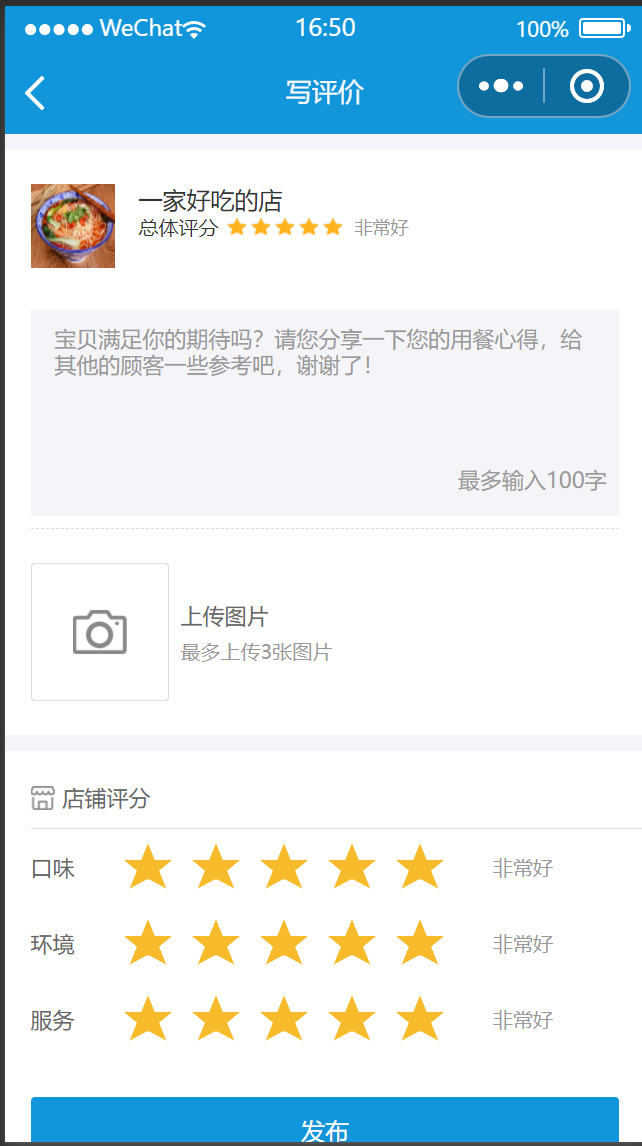 WeChat 16:50 100%
写评价
一家好吃的店
总体评分 非常好
宝贝满足你的期待吗？请您分享一下您的用餐心得，给
其他的顾客一些参考吧，谢谢了！
最多输入100字
上传图片
最多上传3张图片
店铺评分
口味 非常好
环境 非常好
服务 非常好
发布